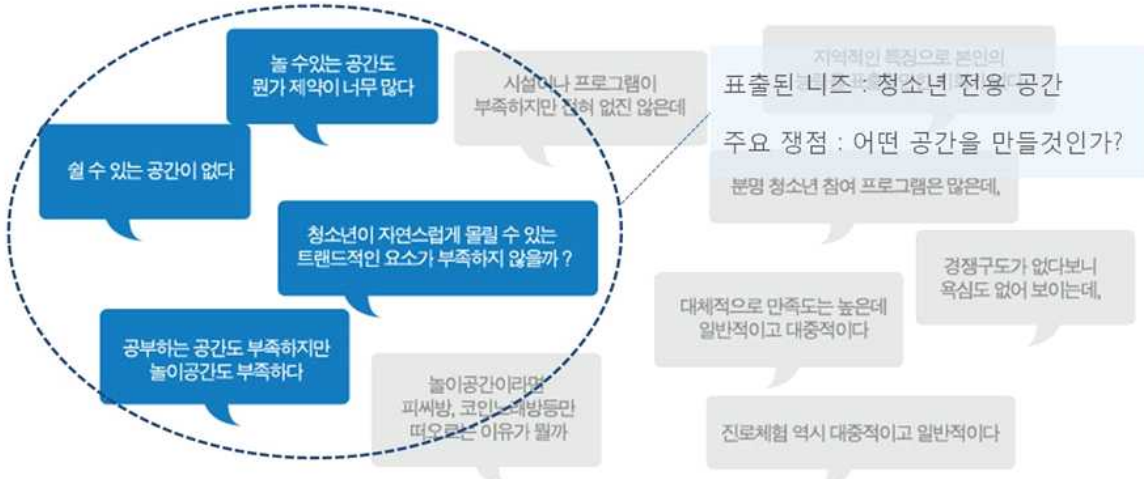 놀 수있는 공간도
뭔가 제약이 너무 많다
쉴 수 있는 공간이 없다
청소년이 자연스럽게 몰릴 수 있는
트랜드적인 요소가 부족하지 않을까 ?
공부하는 공간도 부족하지만
놀이공간도 부족하다
시설이나 프로그램이
부족하지만 전혀 없진 않은데
놀이공간이라면
피씨방, 코인노래방등만
떠오르는 이유가 뭘까
지역적인 특징으로 본인의
표출된 니즈 : 청소년 전용 공간
주요 쟁점 : 어떤 공간을 만들것인가?
분명 청소년 참여 프로그램은 많은데,
경쟁구도가 없다보니
욕심도 없어 보이는데,
대체적으로 만족도는 높은데
일반적이고 대중적이다
진로체험 역시 대중적이고 일반적이다